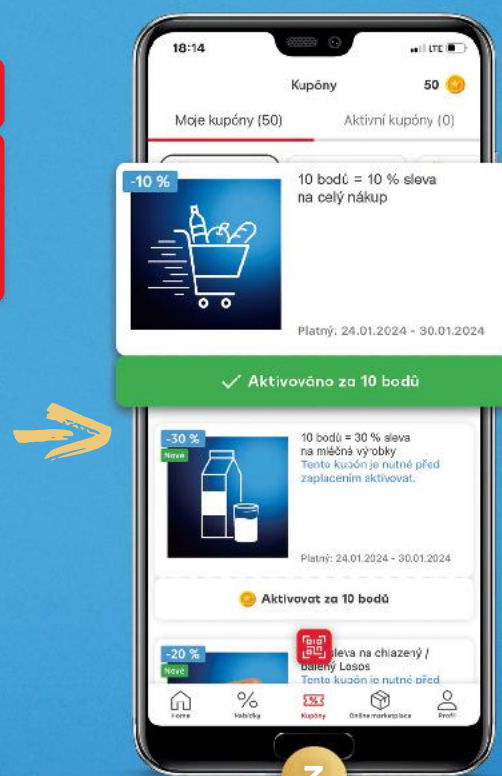 18:14
LTE
Kupóny
50
Moje kupóny (50)
Aktivní kupóny (0)
-10 %
10 bodů = 10 % sleva
na celý nákup
Platný: 24.01.2024 - 30.01.2024
Aktivováno za 10 bodů
-30 %
Nové
10 bodů = 30 % sleva
na mléčné výrobky
Tento kupón je nutné před
zaplacením aktivovat.
Platný: 24.01.2024 - 30.01.2024
Aktivovat za 10 bodů
-20 %
Nové
sleva na chlazený /
balený Losos
Tento kupón je nutné před
Home
Nabídky
Kupóny
Online marketplace
Profil
3